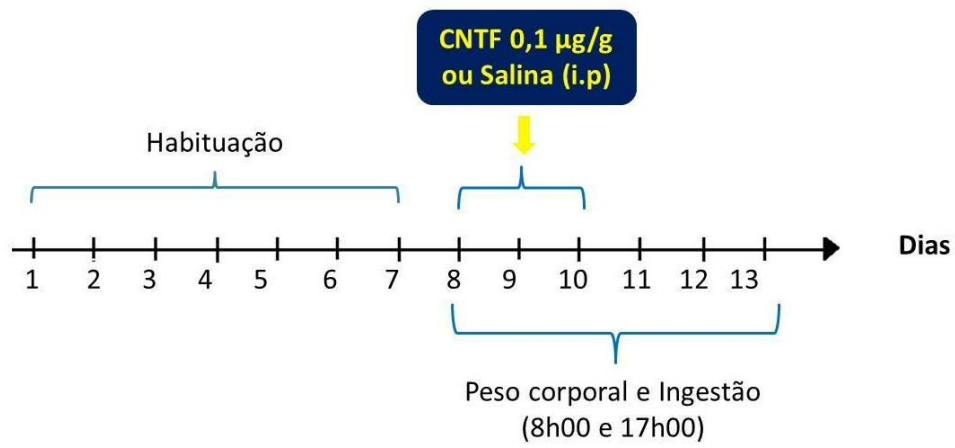 CNTF 0,1 µg/g
ou Salina (i.p)
Habituação
Dias
1 2 3 4 5 6 7 8 9 10 11 12 13
Peso corporal e Ingestão
(8h00 e 17h00)